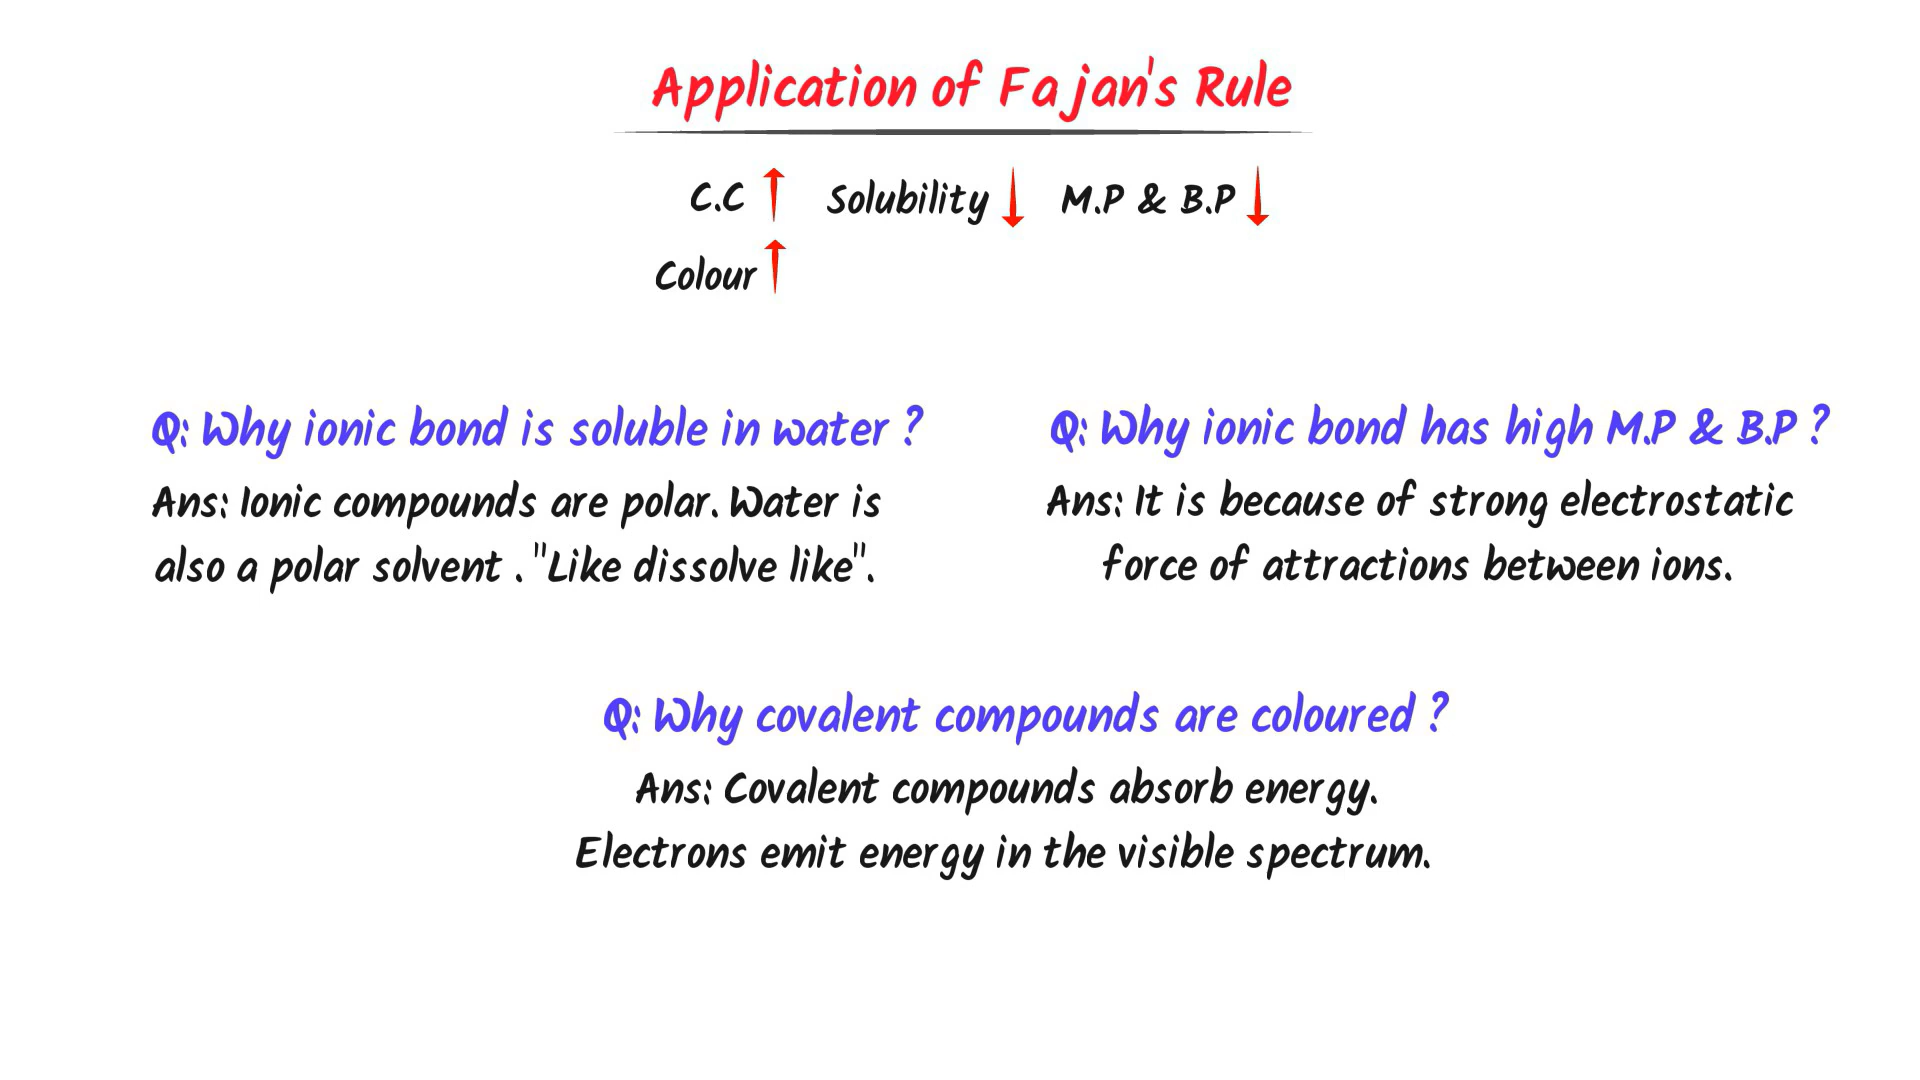 Application of Fajan's Rule
C.C ↑ Solubility ↓ M.P & B.P ↓
Colour ↑
Q: Why ionic bond is soluble in water ?
Ans: Ionic compounds are polar. Water is
also a polar solvent . "Like dissolve like".
Q: Why ionic bond has high M.P & B.P ?
Ans: It is because of strong electrostatic
force of attractions between ions.
Q: Why covalent compounds are coloured ?
Ans: Covalent compounds absorb energy.
Electrons emit energy in the visible spectrum.